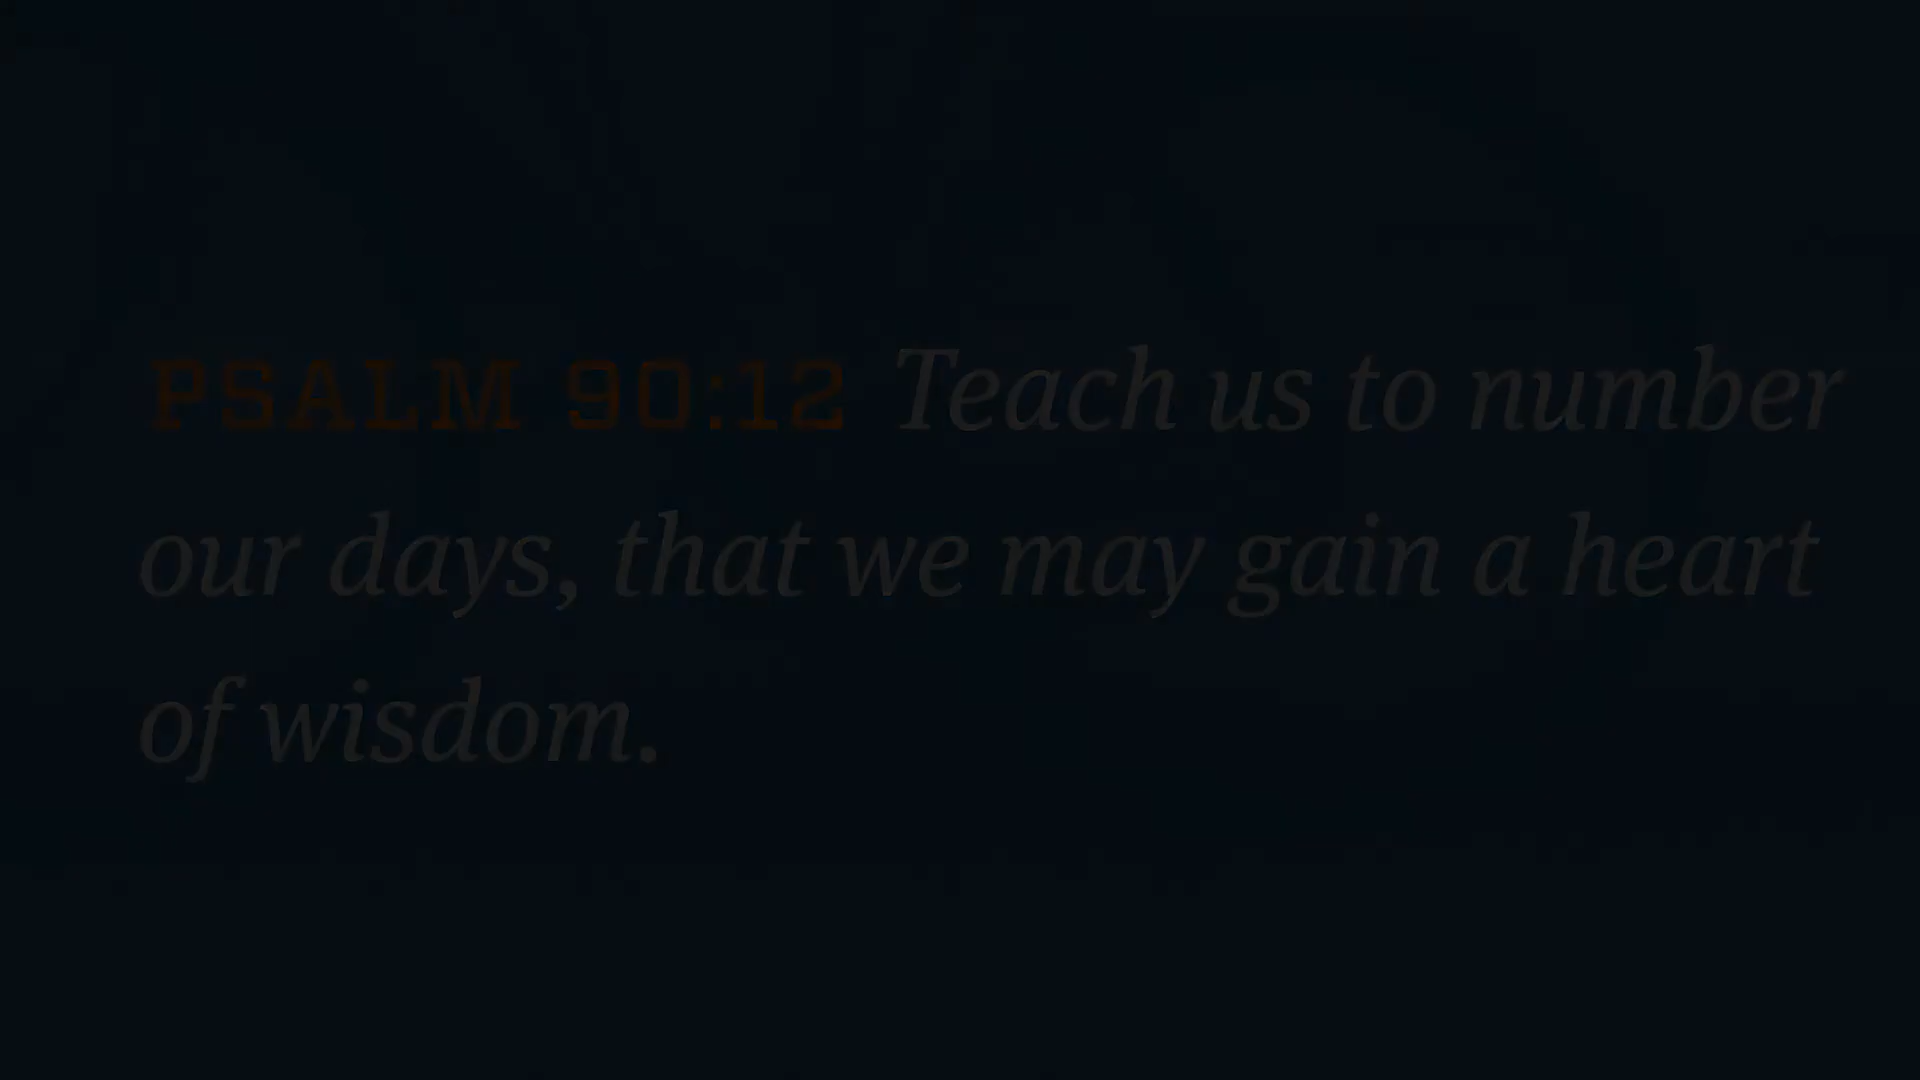 PSALM 90:12 Teach us to number
our days, that we may gain a heart
of wisdom.